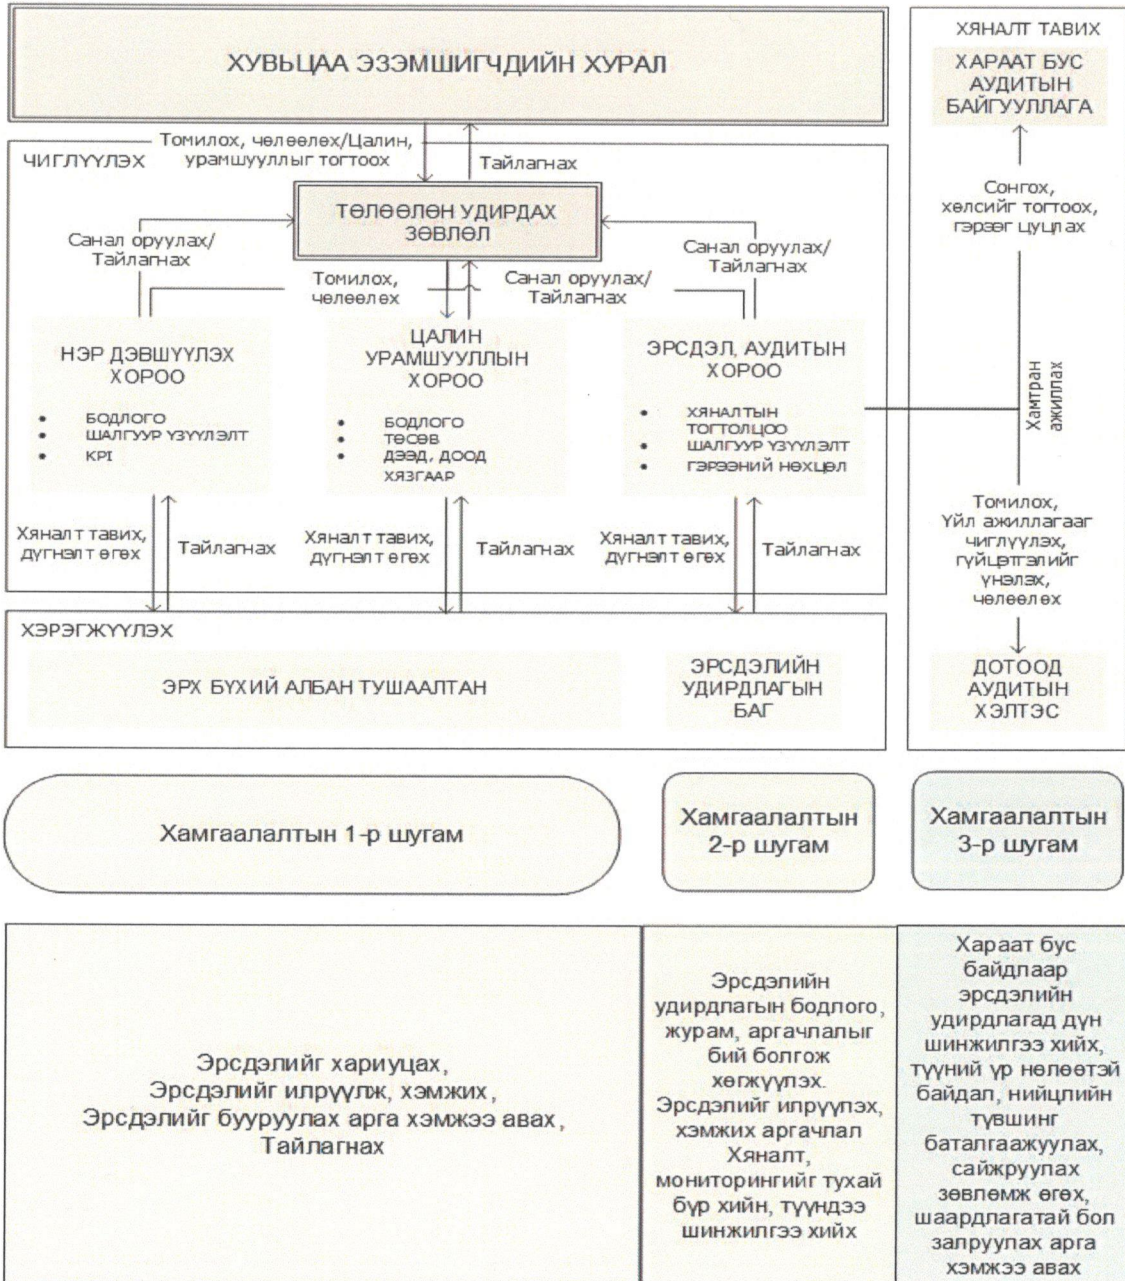 ХУВЬЦАА ЭЗЭМШИГЧДИЙН ХУРАЛ
ХЯНАЛТ ТАВИХ
ХАРААТ БУС
АУДИТЫН
БАЙГУУЛЛАГА
Томилох, чөлөөлөх/Цалин,
урамшууллыг тогтоох
Тайлагнах
ЧИГЛҮҮЛЭХ
ТӨЛӨӨЛӨН УДИРДАХ
ЗӨВЛӨЛ
Сонгох,
хөлсийг тогтоох,
гэрээг цуцлах
Санал оруулах/
Тайлагнах
Томилох,
чөлөөлөх
Санал оруулах/
Тайлагнах
Санал оруулах/
Тайлагнах
НЭР ДЭВШҮҮЛЭХ
ХОРОО
• БОДЛОГО
• ШАЛГУУР ҮЗҮҮЛЭЛТ
• KPI
ЦАЛИН
УРАМШУУЛЛЫН
ХОРОО
• БОДЛОГО
• ТӨСӨВ
• ДЭЭД, ДООД
ХЯЗГААР
ЭРСДЭЛ, АУДИТЫН
ХОРОО
• ХЯНАЛТЫН
ТОГТОЛЦОО
• ШАЛГУУР ҮЗҮҮЛЭЛТ
• ГЭРЭЭНИЙ НӨХЦӨЛ
Хамтран
ажиллах
Хяналт тавих,
дүгнэлт өгөх
Тайлагнах
Хяналт тавих,
дүгнэлт өгөх
Тайлагнах
Хяналт тавих,
дүгнэлт өгөх
Тайлагнах
Томилох,
Үйл ажиллагааг
чиглүүлэх,
гүйцэтгэлийг
үнэлэх,
чөлөөлөх
ХЭРЭГЖҮҮЛЭХ
ЭРХ БҮХИЙ АЛБАН ТУШААЛТАН
ЭРСДЭЛИЙН
УДИРДЛАГЫН
БАГ
ДОТООД
АУДИТЫН
ХЭЛТЭС
Хамгаалалтын 1-р шугам
Хамгаалалтын
2-р шугам
Хамгаалалтын
3-р шугам
Эрсдэлийг хариуцах,
Эрсдэлийг илрүүлж, хэмжих,
Эрсдэлийг бууруулах арга хэмжээ авах,
Тайлагнах
Эрсдэлийн
удирдлагын бодлого,
журам, аргачлалыг
бий болгож
хөгжүүлэх.
Эрсдэлийг илрүүлэх,
хэмжих аргачлал
Хяналт,
мониторингийг тухай
бүр хийн, түүндээ
шинжилгээ хийх
Хараат бус
байдлаар
эрсдэлийн
удирдлагад дүн
шинжилгээ хийх,
түүний үр нөлөөтэй
байдал, нийцлийн
түвшинг
баталгаажуулах,
сайжруулах
зөвлөмж өгөх,
шаардлагатай бол
залруулах арга
хэмжээ авах